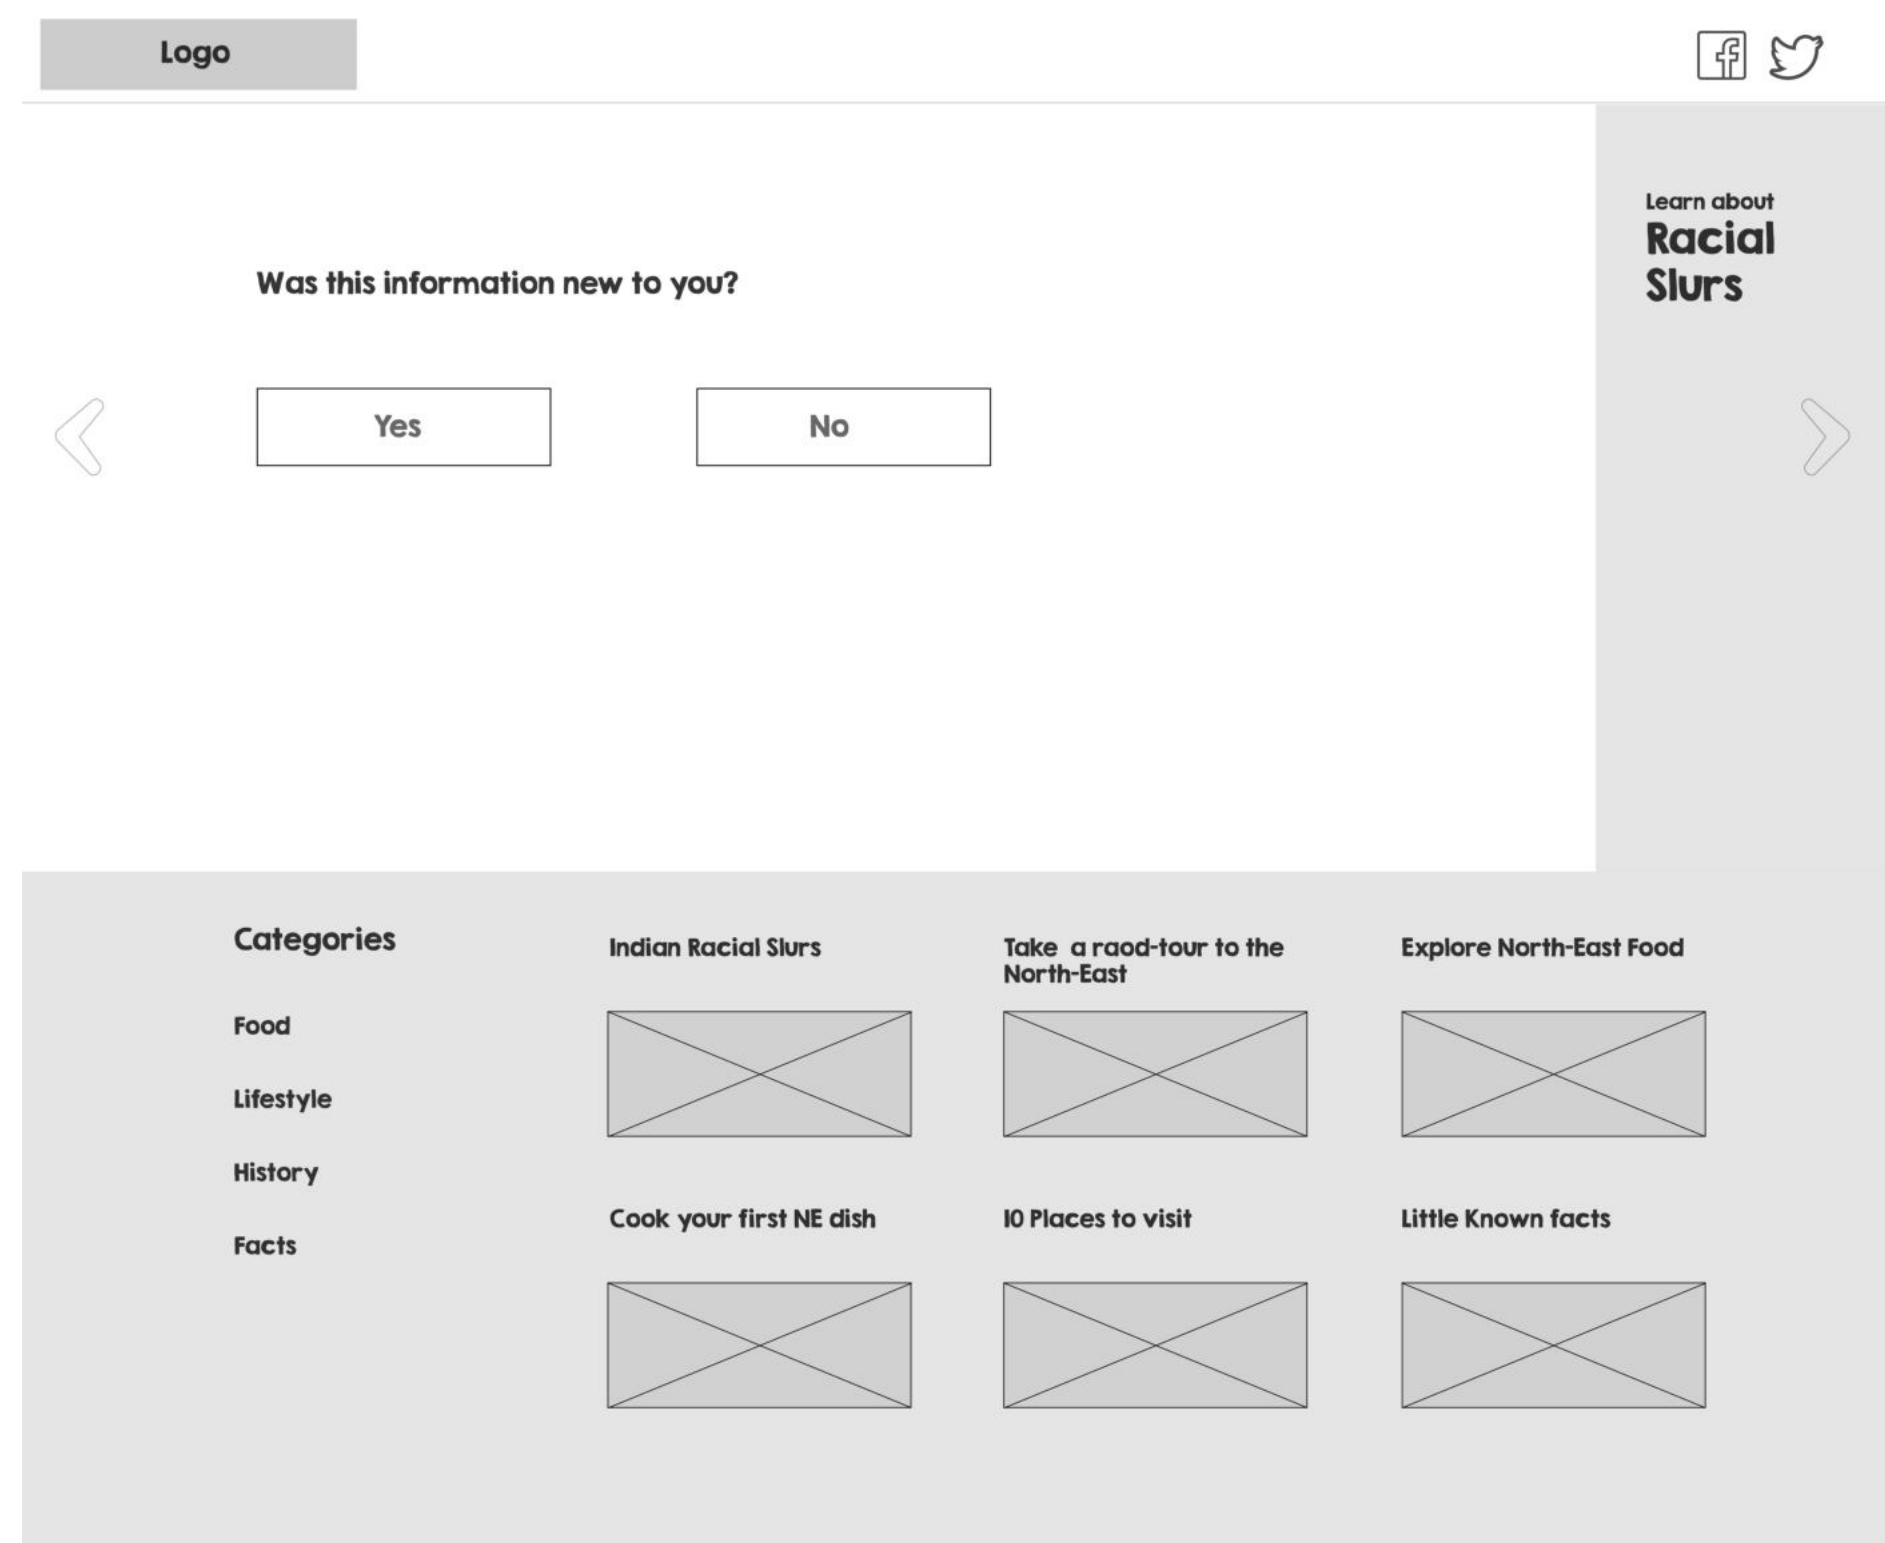 Logo
Learn about
Racial
Slurs
Was this information new to you?
Yes
No
Categories
Food
Lifestyle
History
Facts
Indian Racial Slurs
Take a raod-tour to the
North-East
Explore North-East Food
Cook your first NE dish
10 Places to visit
Little Known facts